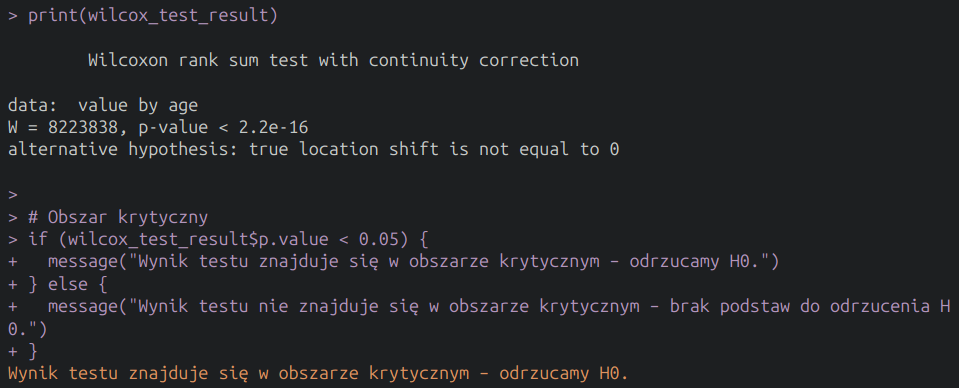 > print(wilcox_test_result)
Wilcoxon rank sum test with continuity correction
data:  value by age
W = 8223838, p-value < 2.2e-16
alternative hypothesis: true location shift is not equal to 0
>
> # Obszar krytyczny
> if (wilcox_test_result$p.value < 0.05) {
+   message("Wynik testu znajduje się w obszarze krytycznym – odrzucamy H0.")
+ } else {
+   message("Wynik testu nie znajduje się w obszarze krytycznym – brak podstaw do odrzucenia H
0.")
+ }
Wynik testu znajduje się w obszarze krytycznym – odrzucamy H0.